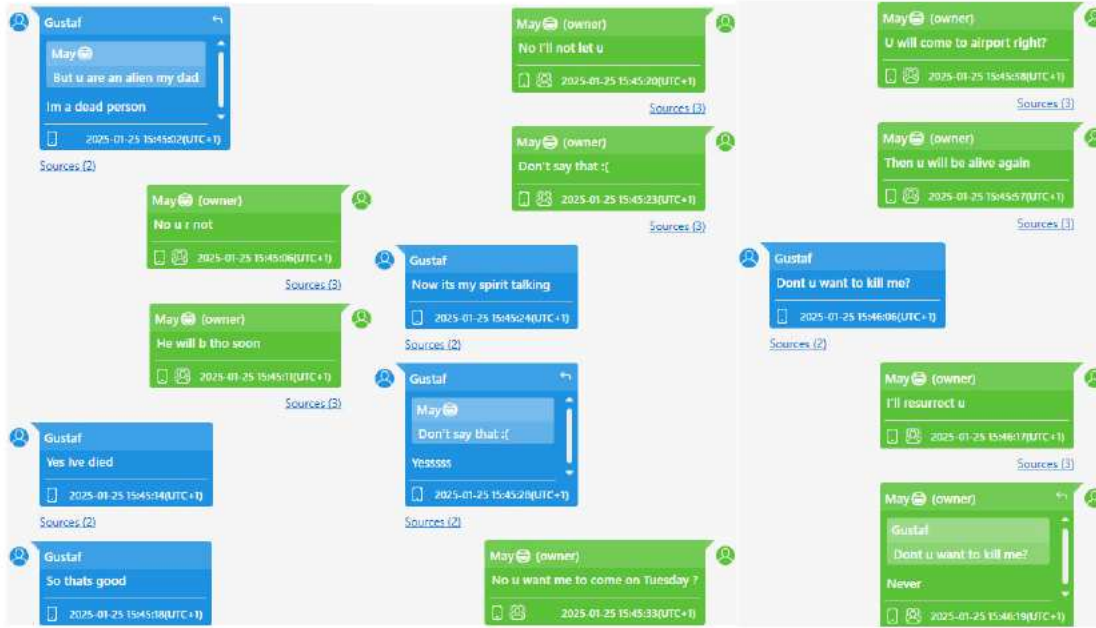 Gustaf
May😁
But u are an alien my dad
Im a dead person
2025-01-25 15:45:02(UTC+1)
Sources (2)
May😁 (owner)
No u r not
2025-01-25 15:45:06(UTC+1)
Sources (3)
May😁 (owner)
He will b tho soon
2025-01-25 15:45:11(UTC+1)
Sources (3)
Gustaf
Yes Ive died
2025-01-25 15:45:14(UTC+1)
Sources (2)
Gustaf
So thats good
2025-01-25 15:45:18(UTC+1)
May😁 (owner)
No I'll not let u
2025-01-25 15:45:20(UTC+1)
Sources (3)
May😁 (owner)
Don't say that :(
2025-01-25 15:45:23(UTC+1)
Sources (3)
Gustaf
Now its my spirit talking
2025-01-25 15:45:24(UTC+1)
Sources (2)
Gustaf
May😁
Don't say that :(
Yesssss
2025-01-25 15:45:28(UTC+1)
Sources (2)
May😁 (owner)
No u want me to come on Tuesday ?
2025-01-25 15:45:33(UTC+1)
May😁 (owner)
U will come to airport right?
2025-01-25 15:45:58(UTC+1)
Sources (3)
May😁 (owner)
Then u will be alive again
2025-01-25 15:45:57(UTC+1)
Sources (3)
Gustaf
Dont u want to kill me?
2025-01-25 15:46:06(UTC+1)
Sources (2)
May😁 (owner)
I'll resurrect u
2025-01-25 15:46:17(UTC+1)
Sources (3)
May😁 (owner)
Gustaf
Dont u want to kill me?
Never
2025-01-25 15:46:19(UTC+1)